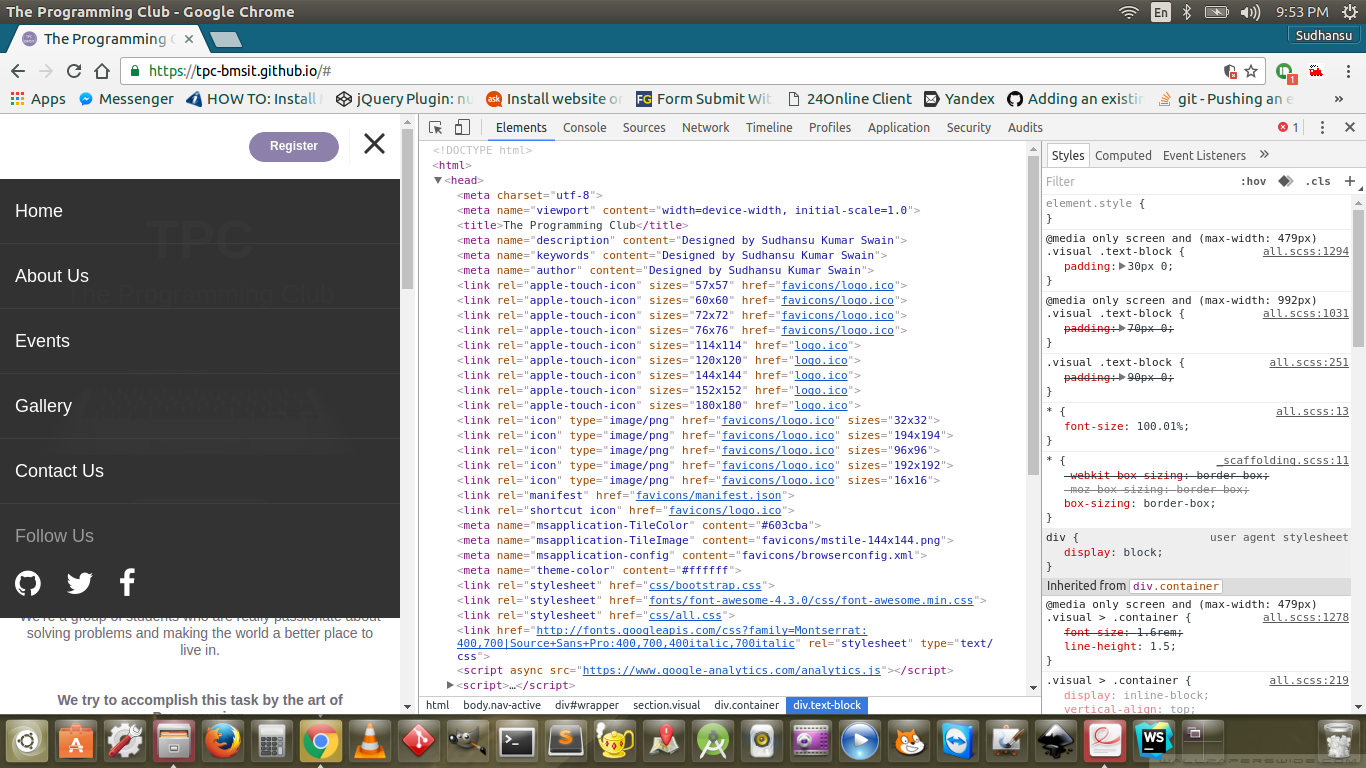 The Programming Club - Google Chrome
En
9:53 PM
The Programming
Sudhansu
https://tpc-bmsit.github.io/#
1
Apps
Messenger
HOW TO: Install
jQuery Plugin: nu
Install website or
Form Submit Wit
24Online Client
Yandex
Adding an existin
git - Pushing an e
»
Register
Home
TPC
About Us
The Programming Club
Events
Gallery
Contact Us
Follow Us
We're a group of students who are really passionate about
solving problems and making the world a better place to
live in.
We try to accomplish this task by the art of
Elements Console Sources Network Timeline Profiles Application Security Audits
1
<!DOCTYPE html>
<html>
<head>
<meta charset="utf-8">
<meta name="viewport" content="width=device-width, initial-scale=1.0">
<title>The Programming Club</title>
<meta name="description" content="Designed by Sudhansu Kumar Swain">
<meta name="keywords" content="Designed by Sudhansu Kumar Swain">
<meta name="author" content="Designed by Sudhansu Kumar Swain">
<link rel="apple-touch-icon" sizes="57x57" href="favicons/logo.ico">
<link rel="apple-touch-icon" sizes="60x60" href="favicons/logo.ico">
<link rel="apple-touch-icon" sizes="72x72" href="favicons/logo.ico">
<link rel="apple-touch-icon" sizes="76x76" href="favicons/logo.ico">
<link rel="apple-touch-icon" sizes="114x114" href="logo.ico">
<link rel="apple-touch-icon" sizes="120x120" href="logo.ico">
<link rel="apple-touch-icon" sizes="144x144" href="logo.ico">
<link rel="apple-touch-icon" sizes="152x152" href="logo.ico">
<link rel="apple-touch-icon" sizes="180x180" href="logo.ico">
<link rel="icon" type="image/png" href="favicons/logo.ico" sizes="32x32">
<link rel="icon" type="image/png" href="favicons/logo.ico" sizes="194x194">
<link rel="icon" type="image/png" href="favicons/logo.ico" sizes="96x96">
<link rel="icon" type="image/png" href="favicons/logo.ico" sizes="192x192">
<link rel="icon" type="image/png" href="favicons/logo.ico" sizes="16x16">
<link rel="manifest" href="favicons/manifest.json">
<link rel="shortcut icon" href="favicons/logo.ico">
<meta name="msapplication-TileColor" content="#603cba">
<meta name="msapplication-TileImage" content="favicons/mstile-144x144.png">
<meta name="msapplication-config" content="favicons/browserconfig.xml">
<meta name="theme-color" content="#ffffff">
<link rel="stylesheet" href="css/bootstrap.css">
<link rel="stylesheet" href="fonts/font-awesome-4.3.0/css/font-awesome.min.css">
<link rel="stylesheet" href="css/all.css">
<link href="http://fonts.googleapis.com/css?family=Montserrat:
400,700|Source+Sans+Pro:400,700,400italic,700italic" rel="stylesheet" type="text/
css">
<script async src="https://www.google-analytics.com/analytics.js"></script>
<script>…</script>
html body.nav-active div#wrapper section.visual div.container div.text-block
Styles Computed Event Listeners »
Filter :hov .cls +
element.style {
}
@media only screen and (max-width: 479px)
.visual .text-block { all.scss:1294
padding: 30px 0;
}
@media only screen and (max-width: 992px)
.visual .text-block { all.scss:1031
padding: 70px 0;
}
.visual .text-block { all.scss:251
padding: 90px 0;
}
* { all.scss:13
font-size: 100.01%;
}
* { _scaffolding.scss:11
-webkit-box-sizing: border-box;
-moz-box-sizing: border-box;
box-sizing: border-box;
}
div { user agent stylesheet
display: block;
}
Inherited from div.container
@media only screen and (max-width: 479px)
.visual > .container { all.scss:1278
font-size: 1.6rem;
line-height: 1.5;
}
.visual > .container { all.scss:219
display: inline-block;
vertical-align: top;
WS